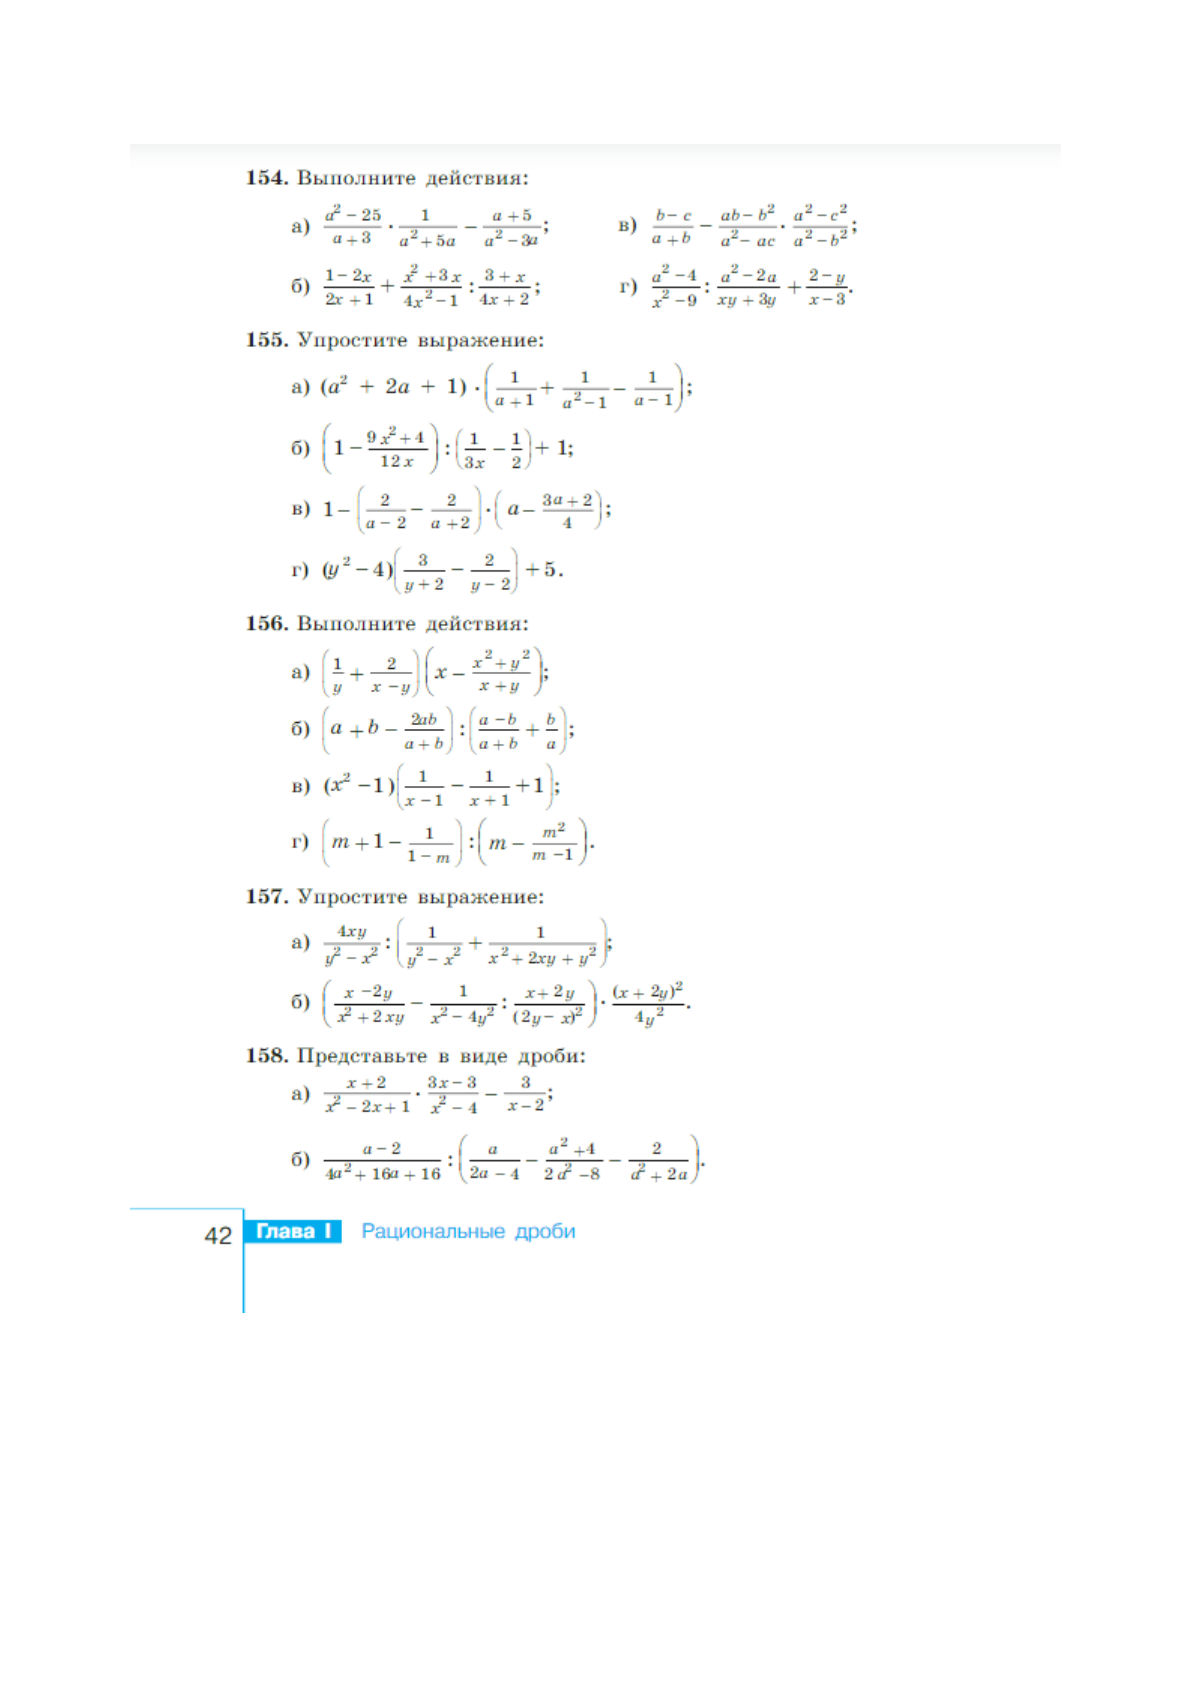 154. Выполните действия:
а) \frac{a^2 - 25}{a + 3} \cdot \frac{1}{a^2 + 5a} - \frac{a + 5}{a^2 - 3a}; в) \frac{b - c}{a + b} - \frac{ab - b^2}{a^2 - ac} \cdot \frac{a^2 - c^2}{a^2 - b^2};
б) \frac{1 - 2x}{2x + 1} + \frac{x^2 + 3x}{4x^2 - 1} : \frac{3 + x}{4x + 2}; г) \frac{a^2 - 4}{x^2 - 9} : \frac{a^2 - 2a}{xy + 3y} + \frac{2 - y}{x - 3}.
155. Упростите выражение:
а) (a^2 + 2a + 1) \cdot \left(\frac{1}{a + 1} + \frac{1}{a^2 - 1} - \frac{1}{a - 1}\right);
б) \left(1 - \frac{9x^2 + 4}{12x}\right) : \left(\frac{1}{3x} - \frac{1}{2}\right) + 1;
в) 1 - \left(\frac{2}{a - 2} - \frac{2}{a + 2}\right) \cdot \left(a - \frac{3a + 2}{4}\right);
г) (y^2 - 4)\left(\frac{3}{y + 2} - \frac{2}{y - 2}\right) + 5.
156. Выполните действия:
а) \left(\frac{1}{y} + \frac{2}{x - y}\right)\left(x - \frac{x^2 + y^2}{x + y}\right);
б) \left(a + b - \frac{2ab}{a + b}\right) : \left(\frac{a - b}{a + b} + \frac{b}{a}\right);
в) (x^2 - 1)\left(\frac{1}{x - 1} - \frac{1}{x + 1} + 1\right);
г) \left(m + 1 - \frac{1}{1 - m}\right) : \left(m - \frac{m^2}{m - 1}\right).
157. Упростите выражение:
а) \frac{4xy}{y^2 - x^2} : \left(\frac{1}{y^2 - x^2} + \frac{1}{x^2 + 2xy + y^2}\right);
б) \left(\frac{x - 2y}{x^2 + 2xy} - \frac{1}{x^2 - 4y^2} : \frac{x + 2y}{(2y - x)^2}\right) \cdot \frac{(x + 2y)^2}{4y^2}.
158. Представьте в виде дроби:
а) \frac{x + 2}{x^2 - 2x + 1} \cdot \frac{3x - 3}{x^2 - 4} - \frac{3}{x - 2};
б) \frac{a - 2}{4a^2 + 16a + 16} : \left(\frac{a}{2a - 4} - \frac{a^2 + 4}{2a^2 - 8} - \frac{2}{a^2 + 2a}\right).
42 Глава I Рациональные дроби